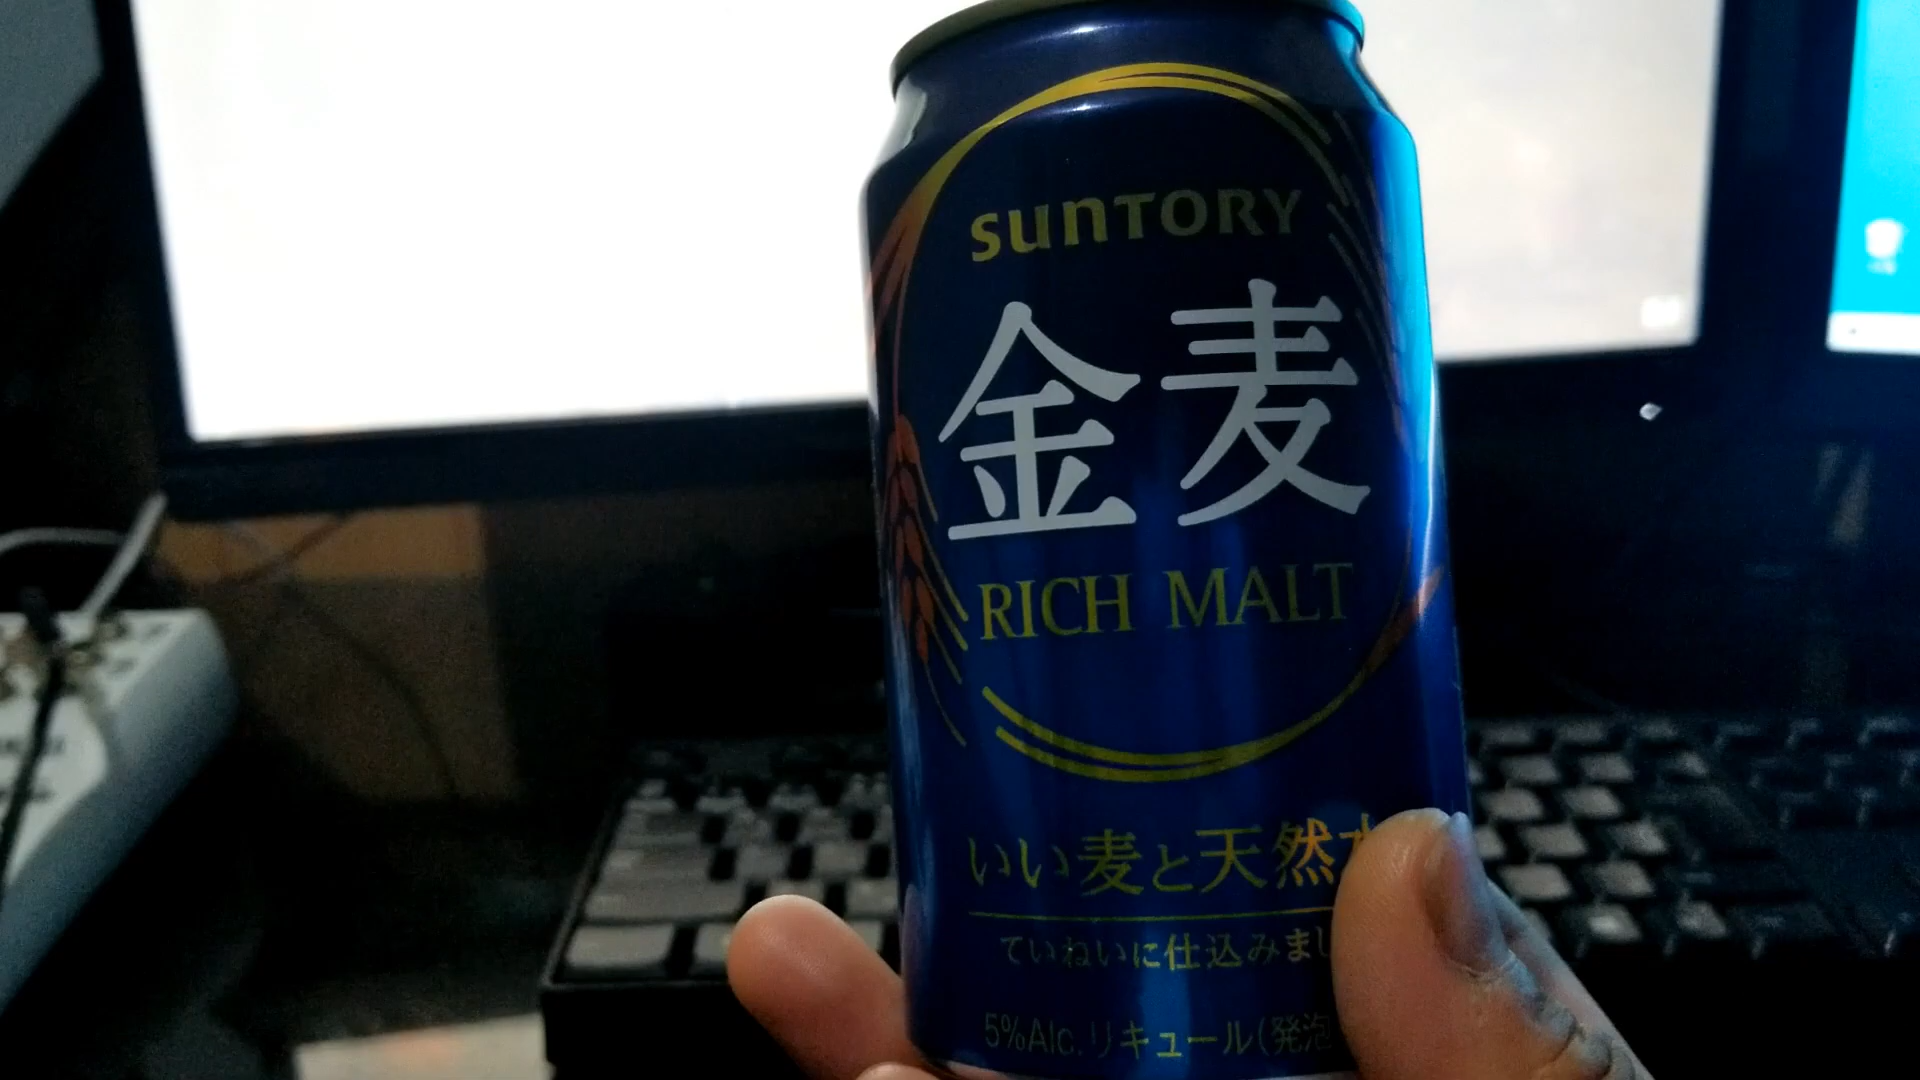 SUNTORY
金麦
RICH MALT
いい麦と天然
ていねいに仕込みまし
5%Alc.リキュール(発泡